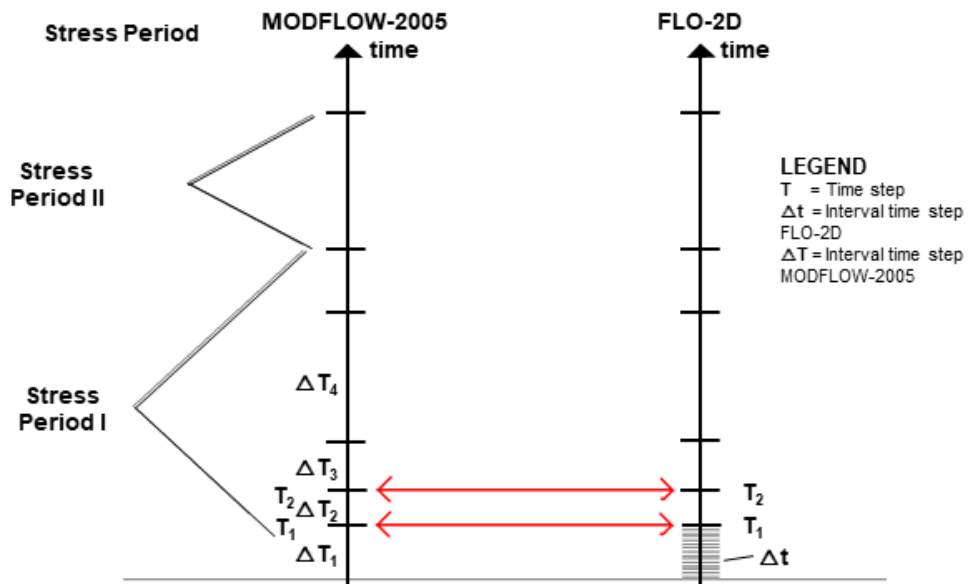 Stress Period
MODFLOW-2005
time
FLO-2D
time
Stress
Period II
LEGEND
T = Time step
Δt = Interval time step
FLO-2D
ΔT = Interval time step
MODFLOW-2005
Stress
Period I
ΔT₄
ΔT₃
T₂
ΔT₂
T₁
ΔT₁
T₂
T₁
Δt